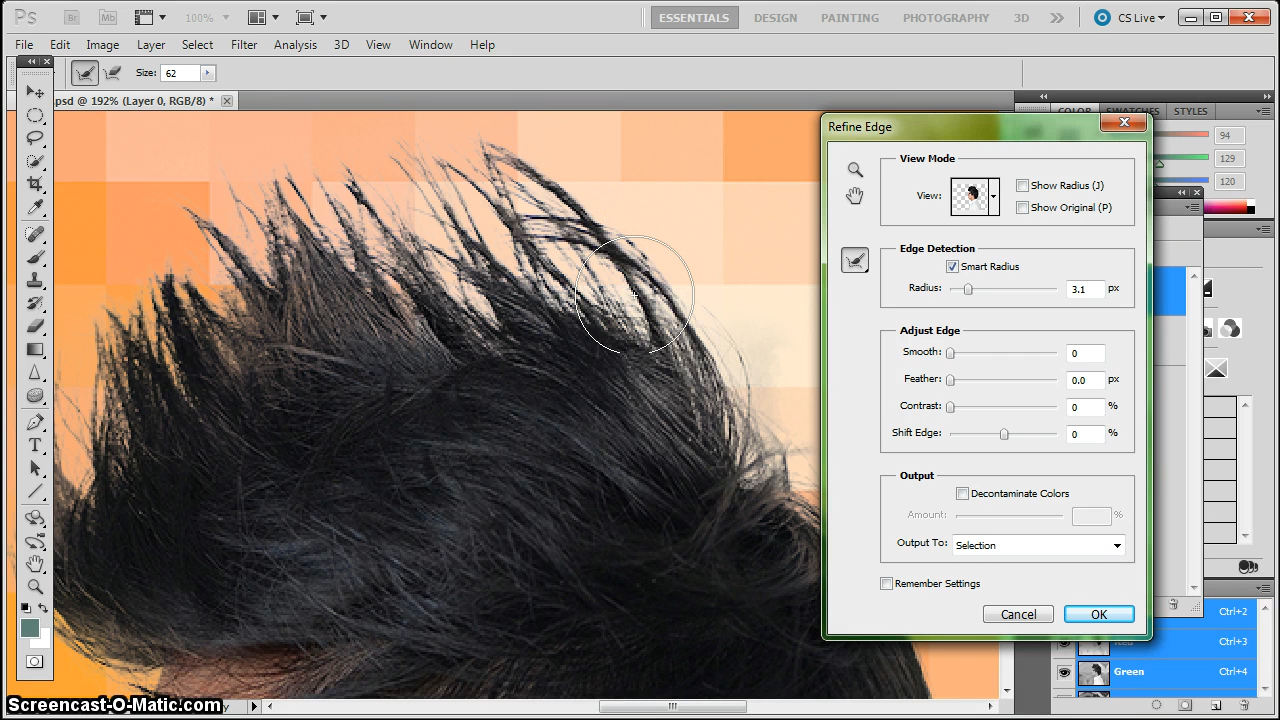 Ps Br Mb 100% ESSENTIALS DESIGN PAINTING PHOTOGRAPHY 3D CS Live
File Edit Image Layer Select Filter Analysis 3D View Window Help
Size: 62
.psd @ 192% (Layer 0, RGB/8) *
COLOR SWATCHES STYLES
94
129
120
Refine Edge
View Mode
View:
Show Radius (J)
Show Original (P)
Edge Detection
Smart Radius
Radius: 3.1 px
Adjust Edge
Smooth: 0
Feather: 0.0 px
Contrast: 0 %
Shift Edge: 0 %
Output
Decontaminate Colors
Amount: %
Output To: Selection
Remember Settings
Cancel OK
Ctrl+2
Red Ctrl+3
Green Ctrl+4
Screencast-O-Matic.com